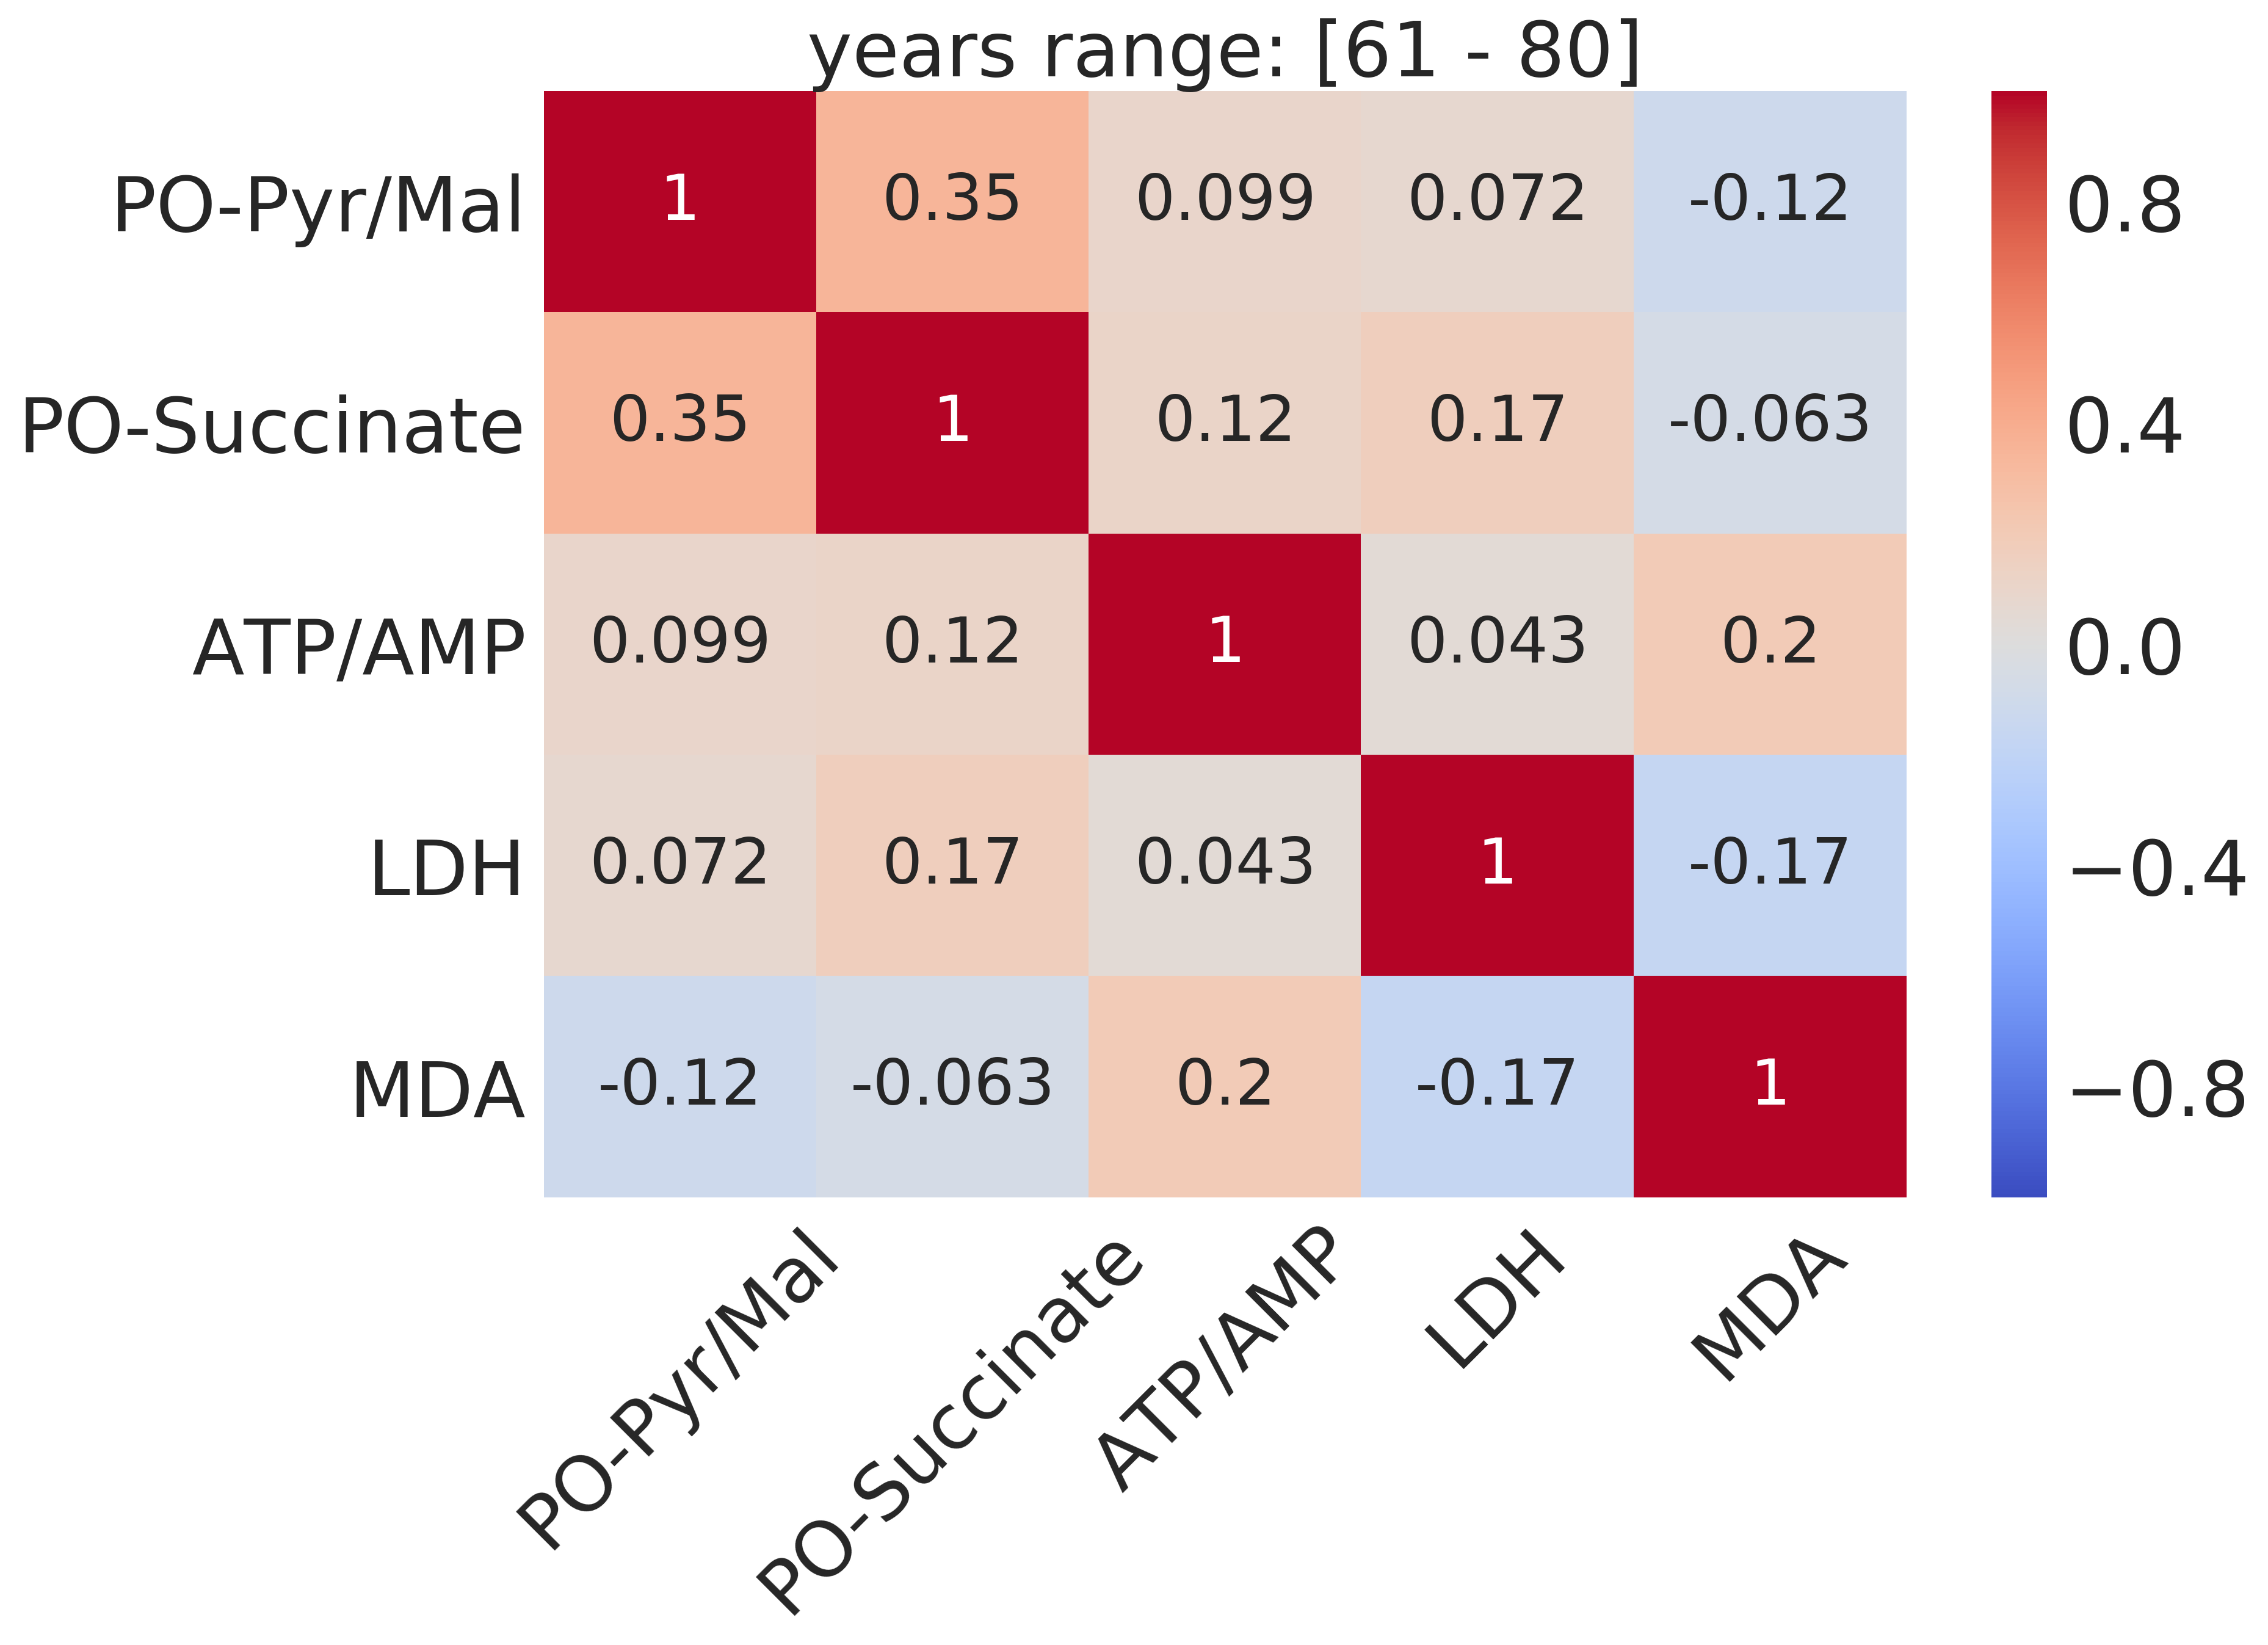 years range: [61 - 80]
PO-Pyr/Mal 1 0.35 0.099 0.072 -0.12 0.8
PO-Succinate 0.35 1 0.12 0.17 -0.063 0.4
ATP/AMP 0.099 0.12 1 0.043 0.2 0.0
LDH 0.072 0.17 0.043 1 -0.17 −0.4
MDA -0.12 -0.063 0.2 -0.17 1 −0.8
PO-Pyr/Mal PO-Succinate ATP/AMP LDH MDA